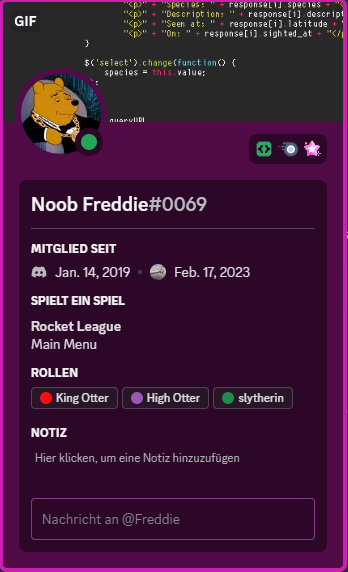 GIF
"<p>" + "Species: " + response[i].species + "<
"<p>" + "Description: " + response[i].descript
"<p>" + "Seen at: " + response[i].latitude +
"<p>" + "On: " + response[i].sighted_at + "</
}
$('select').change(function() {
species = this.value;
Noob Freddie#0069
MITGLIED SEIT
Jan. 14, 2019 • Feb. 17, 2023
SPIELT EIN SPIEL
Rocket League
Main Menu
ROLLEN
King Otter High Otter slytherin
NOTIZ
Hier klicken, um eine Notiz hinzuzufügen
Nachricht an @Freddie